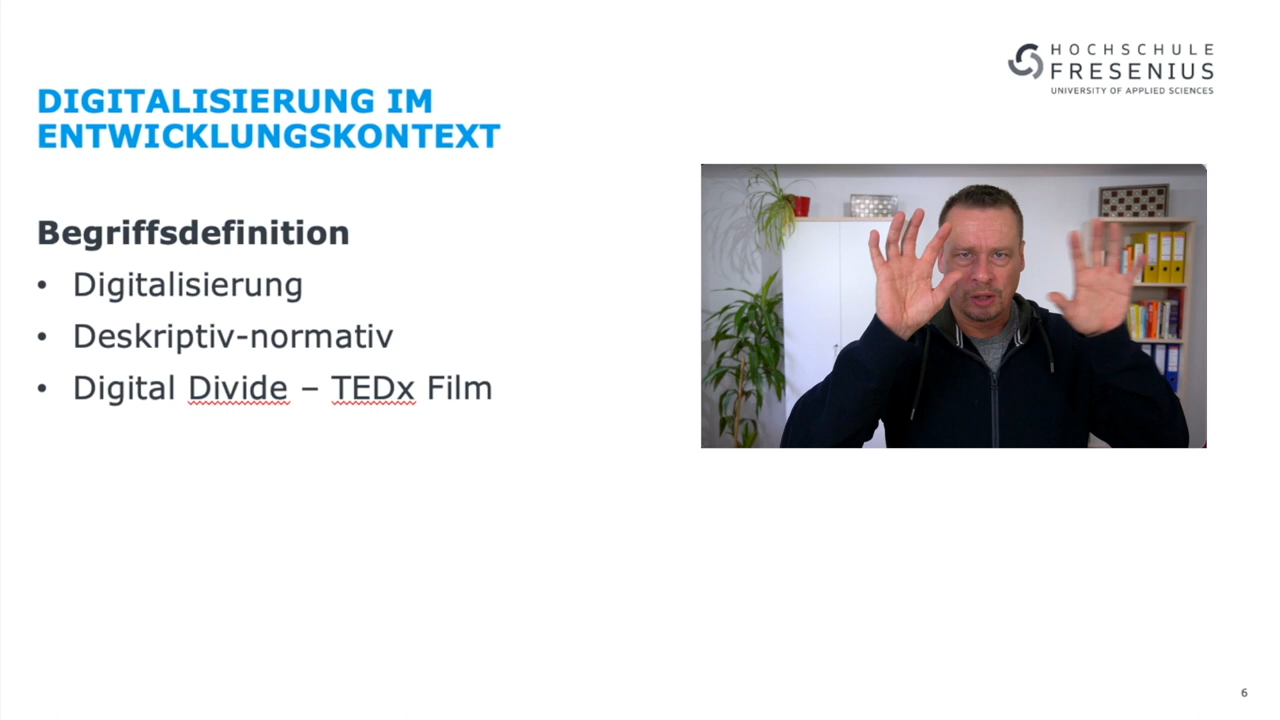 HOCHSCHULE
FRESENIUS
UNIVERSITY OF APPLIED SCIENCES
DIGITALISIERUNG IM
ENTWICKLUNGSKONTEXT
Begriffsdefinition
• Digitalisierung
• Deskriptiv-normativ
• Digital Divide – TEDx Film
6